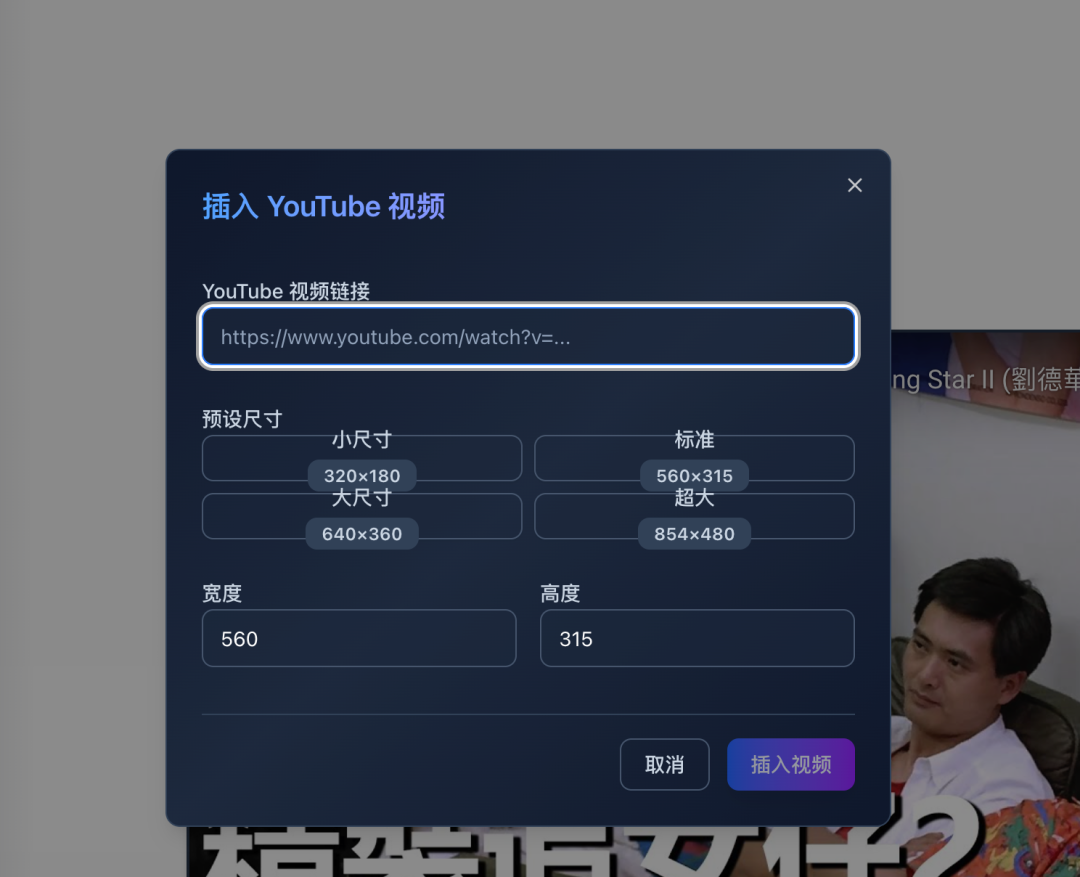 插入 YouTube 视频
YouTube 视频链接
https://www.youtube.com/watch?v=...
ng Star II (劉德華
预设尺寸
小尺寸
标准
320×180
560×315
大尺寸
超大
640×360
854×480
宽度
高度
560
315
取消
插入视频